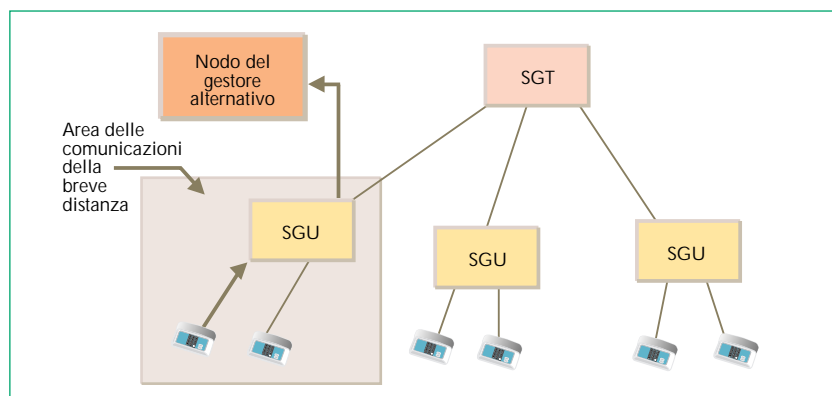 Nodo del
gestore
alternativo
SGT
Area delle
comunicazioni
della
breve
distanza
SGU
SGU
SGU